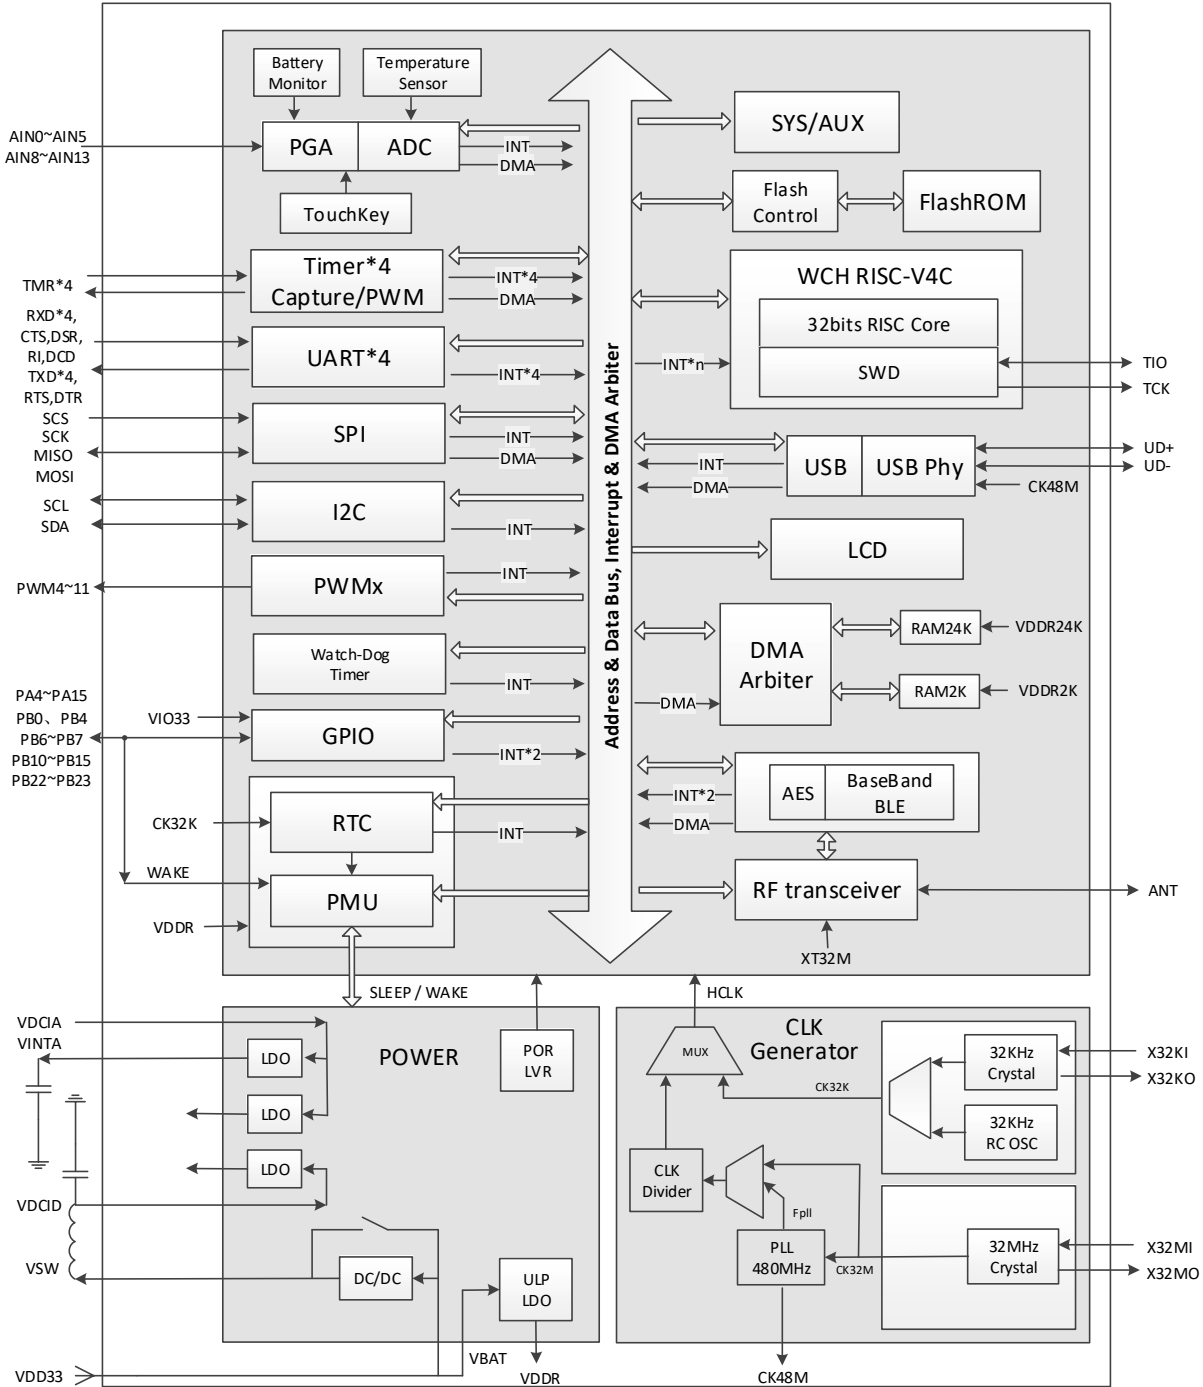 Battery
Monitor
Temperature
Sensor
AIN0~AIN5
AIN8~AIN13
PGA
ADC
INT
DMA
TouchKey
Timer*4
Capture/PWM
INT*4
DMA
TMR*4
RXD*4,
CTS,DSR,
RI,DCD
TXD*4,
RTS,DTR
UART*4
INT*4
SCS
SCK
MISO
MOSI
SPI
INT
DMA
SCL
SDA
I2C
INT
PWM4~11
PWMx
INT
Watch-Dog
Timer
INT
PA4~PA15
PB0、PB4
PB6~PB7
PB10~PB15
PB22~PB23
VIO33
GPIO
INT*2
CK32K
RTC
INT
WAKE
PMU
VDDR
Address & Data Bus, Interrupt & DMA Arbiter
SYS/AUX
Flash
Control
FlashROM
WCH RISC-V4C
32bits RISC Core
SWD
INT*n
TIO
TCK
USB
USB Phy
INT
DMA
UD+
UD-
CK48M
LCD
DMA
Arbiter
DMA
RAM24K
VDDR24K
RAM2K
VDDR2K
AES
BaseBand
BLE
INT*2
DMA
RF transceiver
ANT
XT32M
SLEEP / WAKE
HCLK
VDCIA
VINTA
LDO
LDO
LDO
POWER
POR
LVR
VDCID
VSW
DC/DC
ULP
LDO
VBAT
VDD33
VDDR
CLK
Generator
MUX
CK32K
32KHz
Crystal
32KHz
RC OSC
X32KI
X32KO
CLK
Divider
Fpll
PLL
480MHz
CK32M
32MHz
Crystal
X32MI
X32MO
CK48M